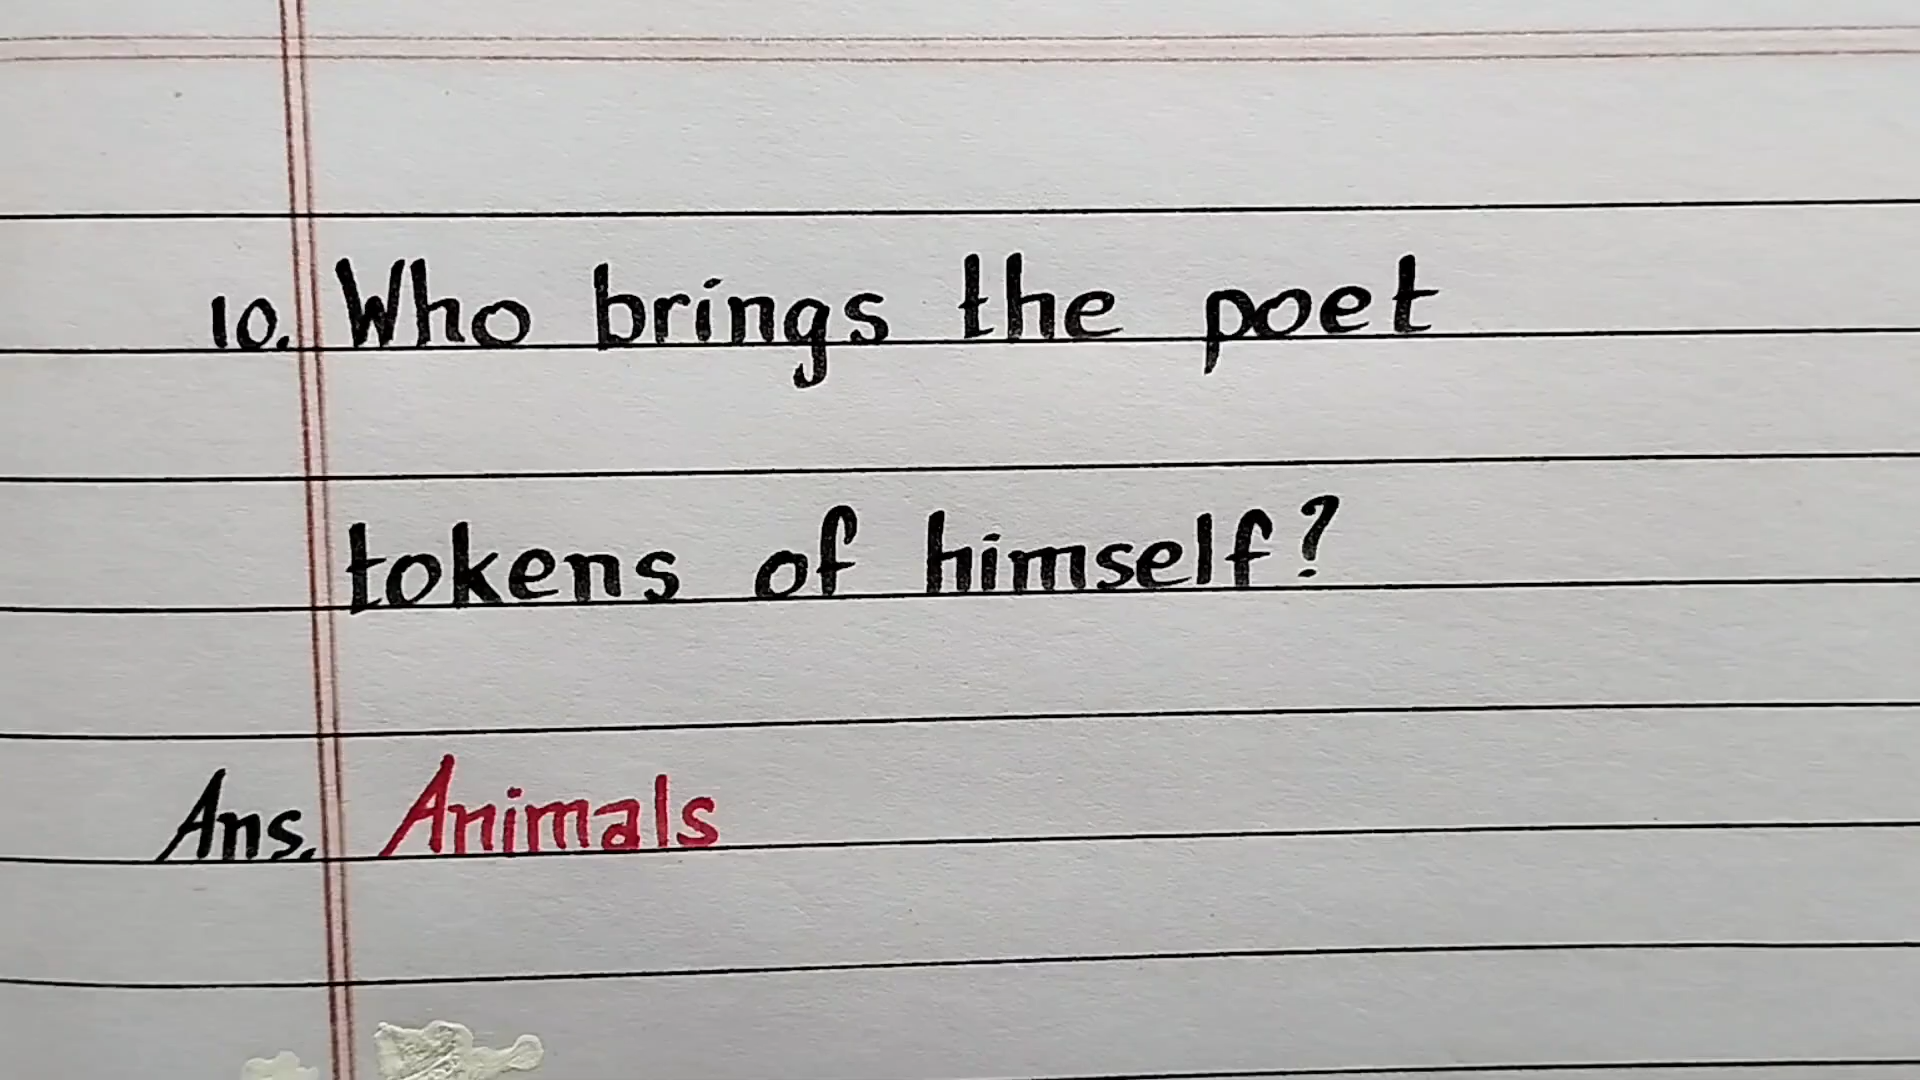 10. Who brings the poet
tokens of himself?
Ans. Animals